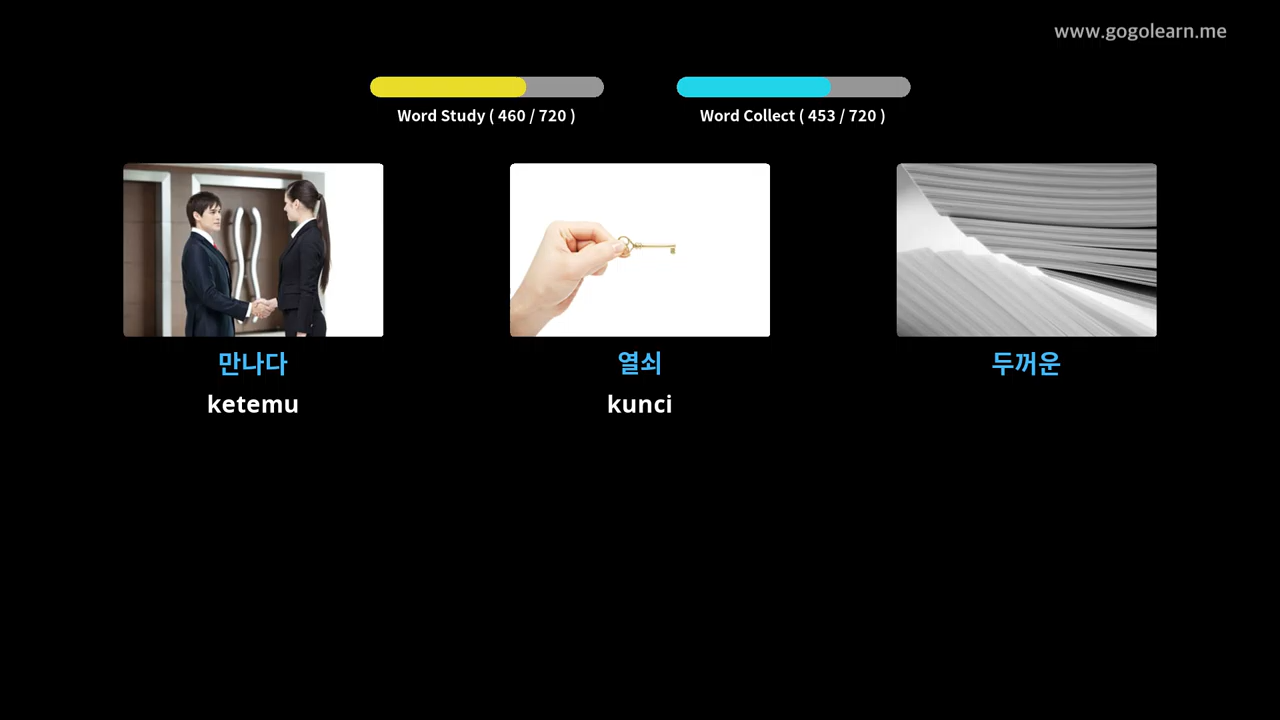 www.gogolearn.me
Word Study ( 460 / 720 )
Word Collect ( 453 / 720 )
만나다
열쇠
두꺼운
ketemu
kunci